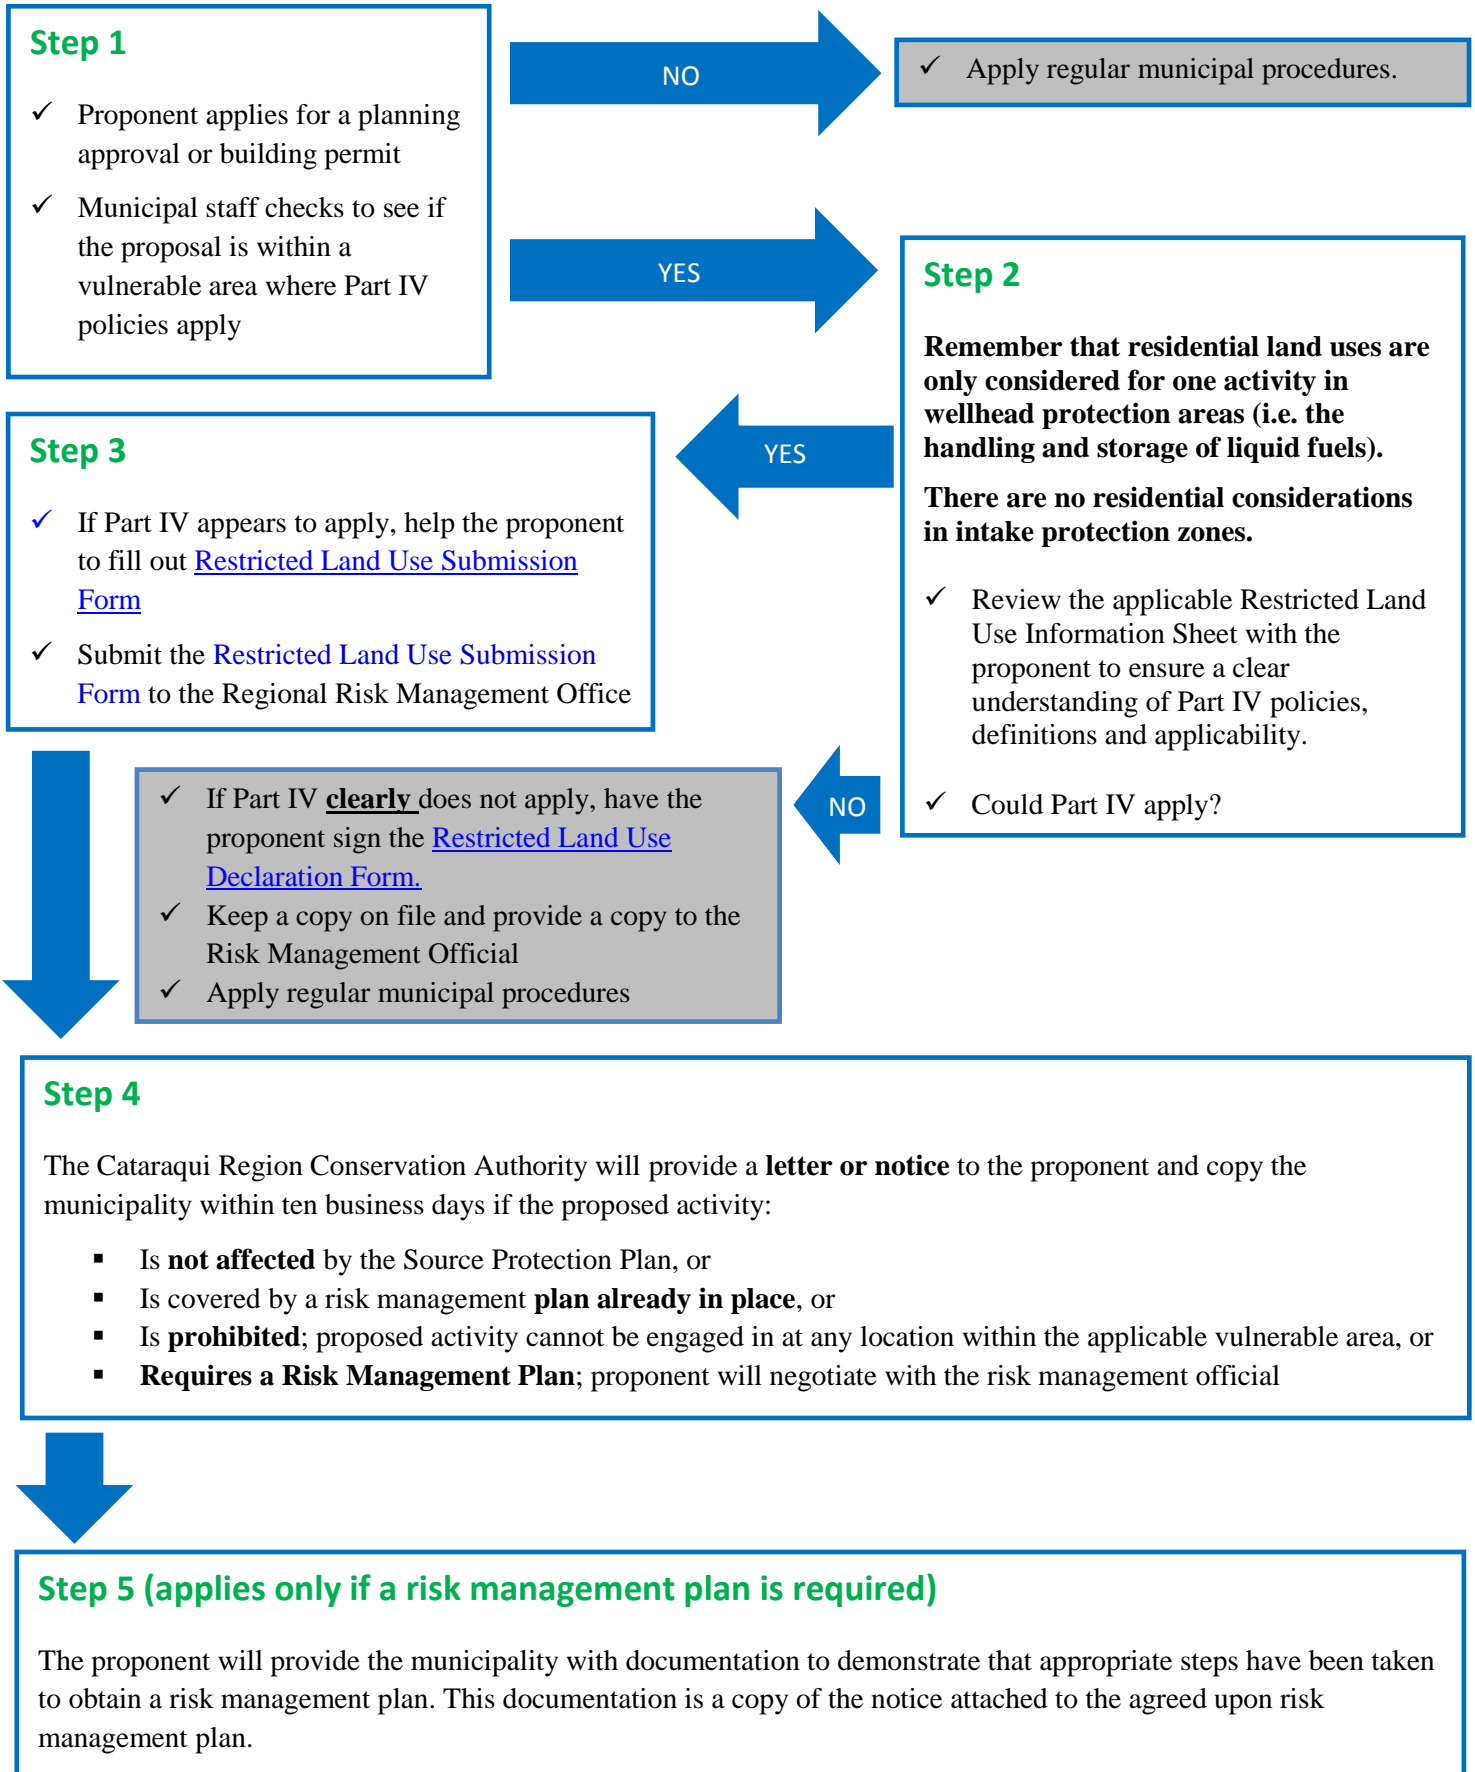 Step 1
✓ Proponent applies for a planning
approval or building permit
✓ Municipal staff checks to see if
the proposal is within a
vulnerable area where Part IV
policies apply
NO
✓ Apply regular municipal procedures.
YES
Step 2
Remember that residential land uses are
only considered for one activity in
wellhead protection areas (i.e. the
handling and storage of liquid fuels).
There are no residential considerations
in intake protection zones.
✓ Review the applicable Restricted Land
Use Information Sheet with the
proponent to ensure a clear
understanding of Part IV policies,
definitions and applicability.
✓ Could Part IV apply?
YES
Step 3
✓ If Part IV appears to apply, help the proponent
to fill out Restricted Land Use Submission
Form
✓ Submit the Restricted Land Use Submission
Form to the Regional Risk Management Office
NO
✓ If Part IV clearly does not apply, have the
proponent sign the Restricted Land Use
Declaration Form.
✓ Keep a copy on file and provide a copy to the
Risk Management Official
✓ Apply regular municipal procedures
Step 4
The Cataraqui Region Conservation Authority will provide a letter or notice to the proponent and copy the
municipality within ten business days if the proposed activity:
▪ Is not affected by the Source Protection Plan, or
▪ Is covered by a risk management plan already in place, or
▪ Is prohibited; proposed activity cannot be engaged in at any location within the applicable vulnerable area, or
▪ Requires a Risk Management Plan; proponent will negotiate with the risk management official
Step 5 (applies only if a risk management plan is required)
The proponent will provide the municipality with documentation to demonstrate that appropriate steps have been taken
to obtain a risk management plan. This documentation is a copy of the notice attached to the agreed upon risk
management plan.